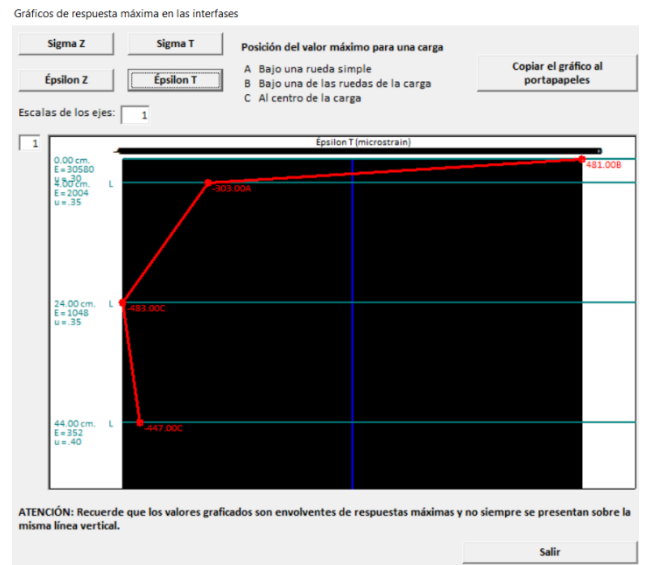 Gráficos de respuesta máxima en las interfases
Sigma Z
Sigma T
Épsilon Z
Épsilon T
Posición del valor máximo para una carga
A Bajo una rueda simple
B Bajo una de las ruedas de la carga
C Al centro de la carga
Copiar el gráfico al
portapapeles
Escalas de los ejes:
1
1
Épsilon T (microstrain)
0.00 cm.
E=30580
u=.30
4.00 cm.
E=2004
u=.35
L
24.00 cm.
E=1048
u=.35
L
44.00 cm.
E=352
u=.40
L
481.00B
-303.00A
-483.00C
-447.00C
ATENCIÓN: Recuerde que los valores graficados son envolventes de respuestas máximas y no siempre se presentan sobre la
misma línea vertical.
Salir